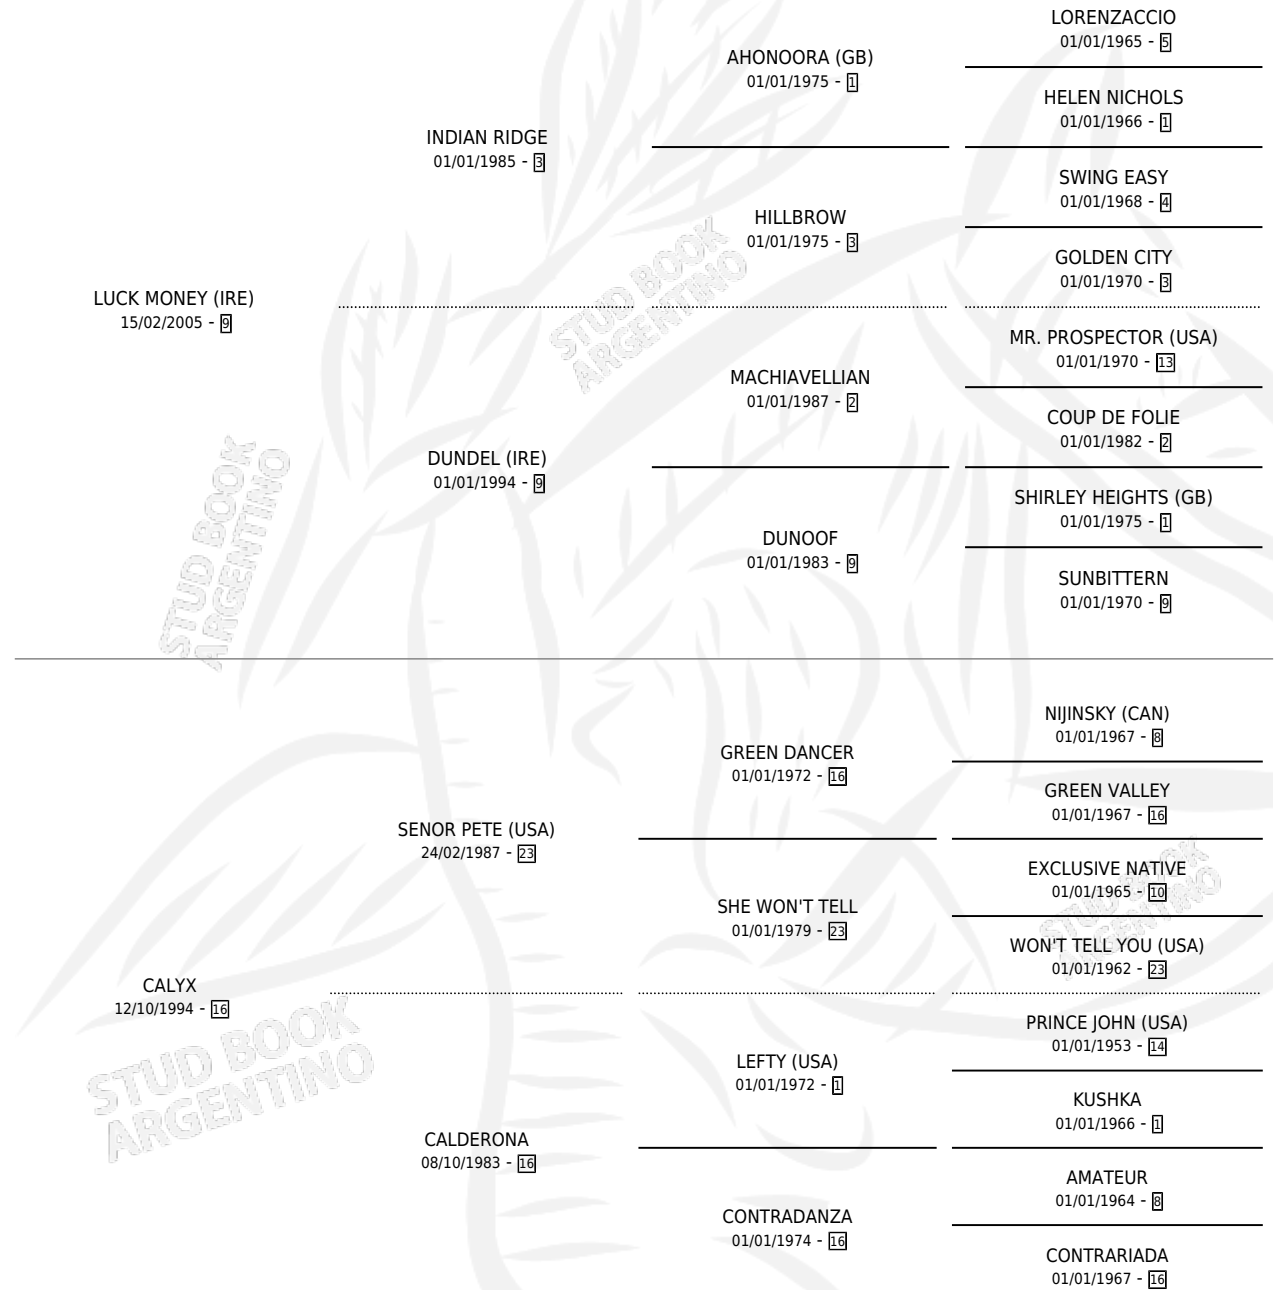 LORENZACCIO
01/01/1965 - 5
AHONOORA (GB)
01/01/1975 - 1
HELEN NICHOLS
01/01/1966 - 1
INDIAN RIDGE
01/01/1985 - 3
SWING EASY
01/01/1968 - 4
HILLBROW
01/01/1975 - 3
GOLDEN CITY
01/01/1970 - 3
LUCK MONEY (IRE)
15/02/2005 - 9
MR. PROSPECTOR (USA)
01/01/1970 - 13
MACHIAVELLIAN
01/01/1987 - 2
COUP DE FOLIE
01/01/1982 - 2
DUNDEL (IRE)
01/01/1994 - 9
SHIRLEY HEIGHTS (GB)
01/01/1975 - 1
DUNOOF
01/01/1983 - 9
SUNBITTERN
01/01/1970 - 9
NIJINSKY (CAN)
01/01/1967 - 8
GREEN DANCER
01/01/1972 - 16
GREEN VALLEY
01/01/1967 - 16
SENOR PETE (USA)
24/02/1987 - 23
EXCLUSIVE NATIVE
01/01/1965 - 10
SHE WON'T TELL
01/01/1979 - 23
WON'T TELL YOU (USA)
01/01/1962 - 23
CALYX
12/10/1994 - 16
PRINCE JOHN (USA)
01/01/1953 - 14
LEFTY (USA)
01/01/1972 - 1
KUSHKA
01/01/1966 - 1
CALDERONA
08/10/1983 - 16
AMATEUR
01/01/1964 - 8
CONTRADANZA
01/01/1974 - 16
CONTRARIADA
01/01/1967 - 16
STUD BOOK
ARGENTINO
STUD BOOK
ARGENTINO
STUD BOOK
ARGENTINO
STUD BOOK
ARGENTINO